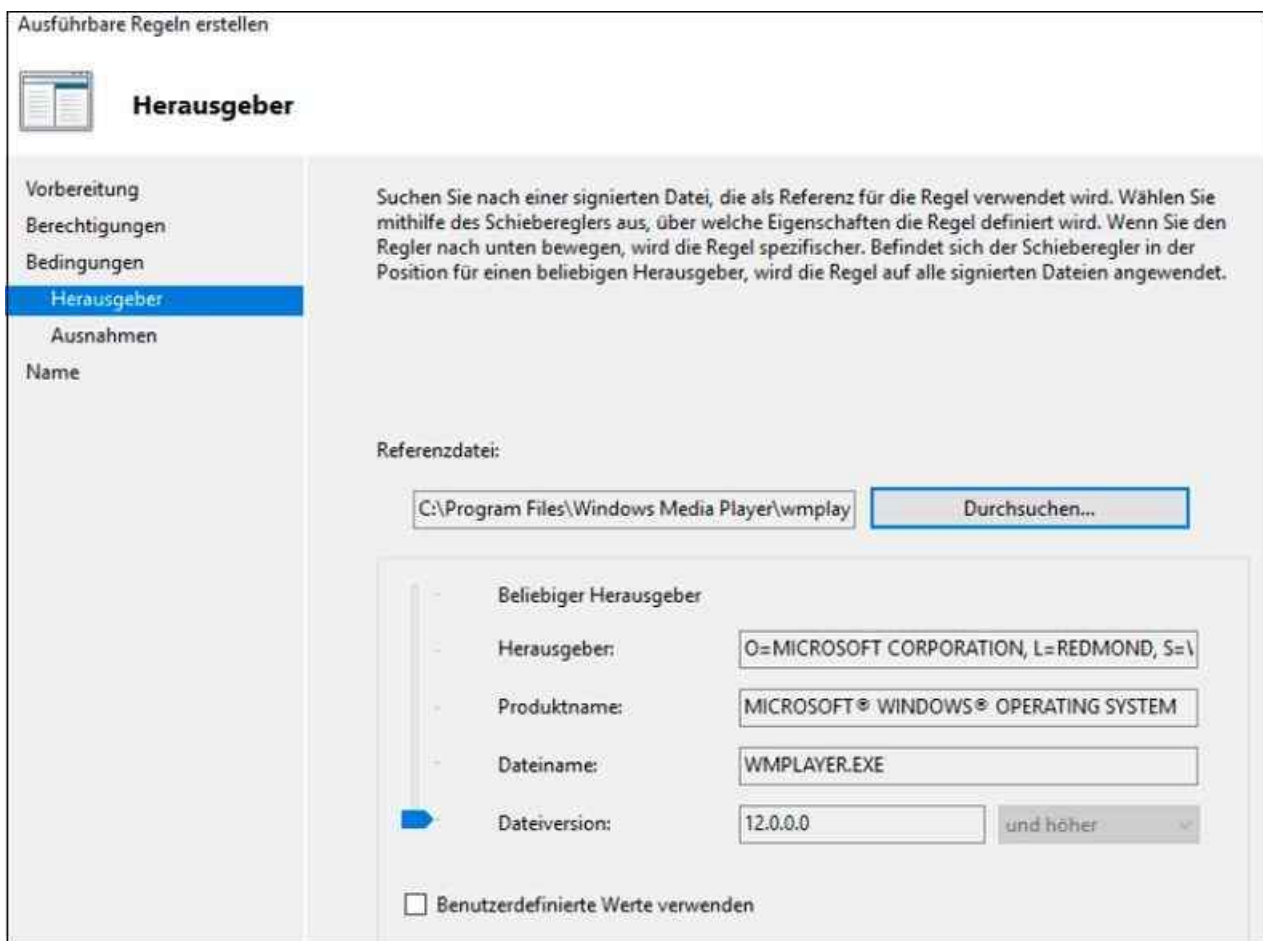 Ausführbare Regeln erstellen
Herausgeber
Vorbereitung
Berechtigungen
Bedingungen
Herausgeber
Ausnahmen
Name
Suchen Sie nach einer signierten Datei, die als Referenz für die Regel verwendet wird. Wählen Sie
mithilfe des Schiebereglers aus, über welche Eigenschaften die Regel definiert wird. Wenn Sie den
Regler nach unten bewegen, wird die Regel spezifischer. Befindet sich der Schieberegler in der
Position für einen beliebigen Herausgeber, wird die Regel auf alle signierten Dateien angewendet.
Referenzdatei:
C:\Program Files\Windows Media Player\wmplay
Durchsuchen...
Beliebiger Herausgeber
Herausgeber: O=MICROSOFT CORPORATION, L=REDMOND, S=\
Produktname: MICROSOFT® WINDOWS® OPERATING SYSTEM
Dateiname: WMPLAYER.EXE
Dateiversion: 12.0.0.0 und höher
Benutzerdefinierte Werte verwenden